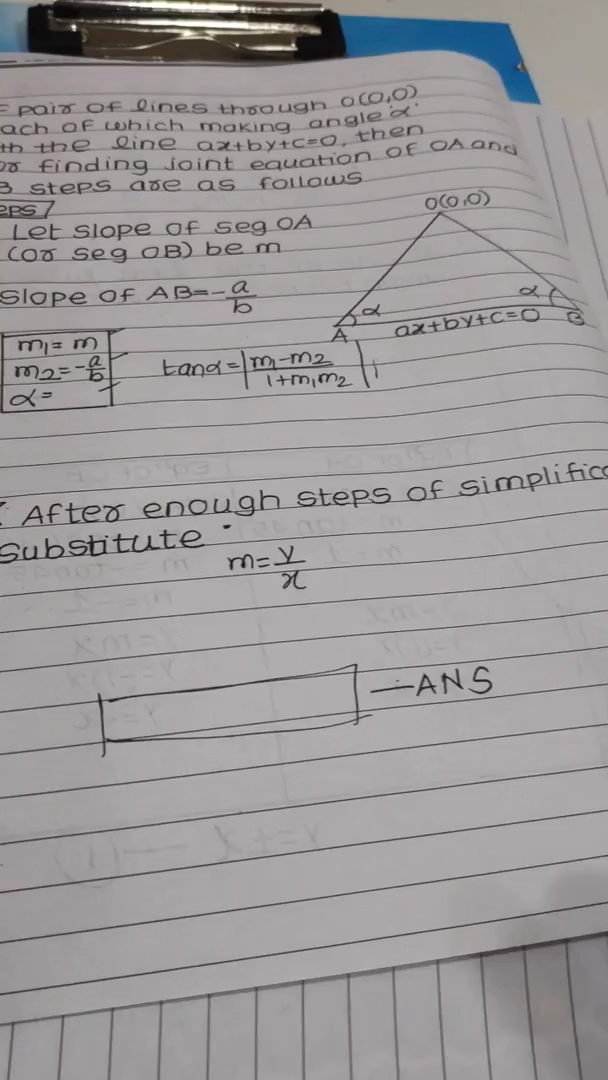 pair of lines through O(0,0)
ach of which making angle α
th the line ax+by+c=0, then
or finding joint equation of OA and
B steps are as follows
eps
Let slope of seg OA
(or seg OB) be m
Slope of AB=-a/b
O(0,0)
α
α
A
ax+by+c=0
B
m₁=m
m₂=-a/b
α=
tanα=|m₁-m₂/1+m₁m₂|
After enough steps of simplific
substitute
m=y/x
—ANS